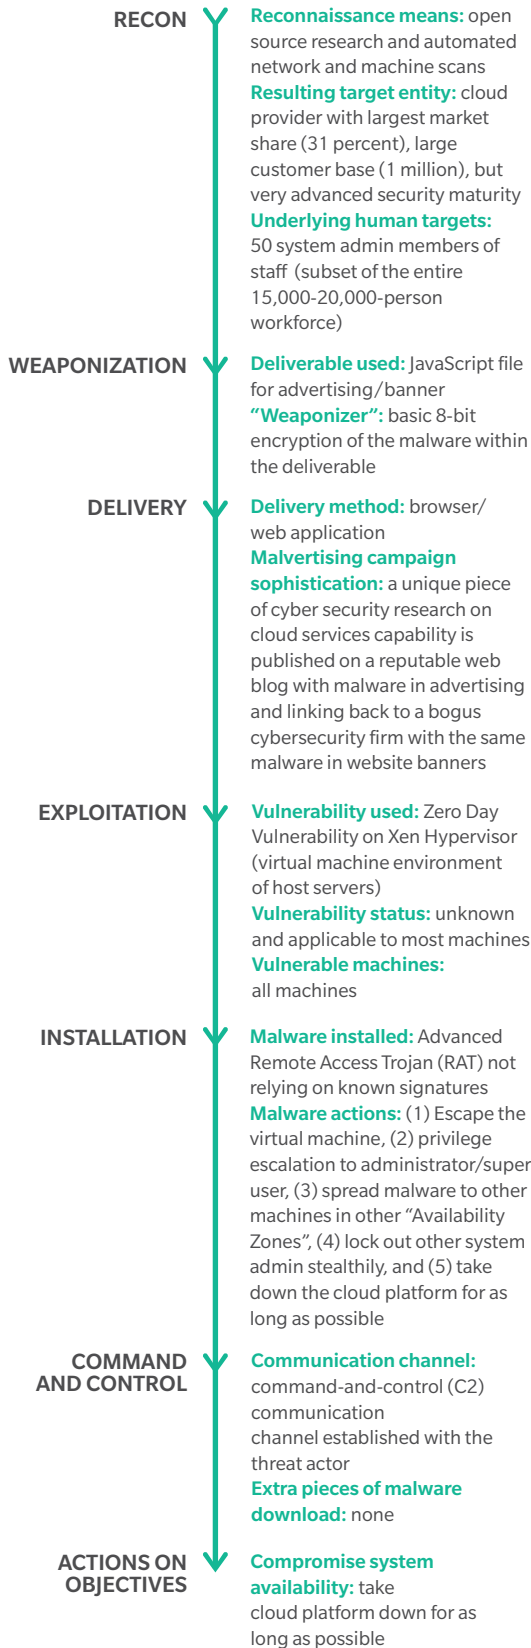 RECON
Reconnaissance means: open
source research and automated
network and machine scans
Resulting target entity: cloud
provider with largest market
share (31 percent), large
customer base (1 million), but
very advanced security maturity
Underlying human targets:
50 system admin members of
staff (subset of the entire
15,000-20,000-person
workforce)
WEAPONIZATION
Deliverable used: JavaScript file
for advertising/banner
“Weaponizer”: basic 8-bit
encryption of the malware within
the deliverable
DELIVERY
Delivery method: browser/
web application
Malvertising campaign
sophistication: a unique piece
of cyber security research on
cloud services capability is
published on a reputable web
blog with malware in advertising
and linking back to a bogus
cybersecurity firm with the same
malware in website banners
EXPLOITATION
Vulnerability used: Zero Day
Vulnerability on Xen Hypervisor
(virtual machine environment
of host servers)
Vulnerability status: unknown
and applicable to most machines
Vulnerable machines:
all machines
INSTALLATION
Malware installed: Advanced
Remote Access Trojan (RAT) not
relying on known signatures
Malware actions: (1) Escape the
virtual machine, (2) privilege
escalation to administrator/super
user, (3) spread malware to other
machines in other “Availability
Zones”, (4) lock out other system
admin stealthily, and (5) take
down the cloud platform for as
long as possible
COMMAND
AND CONTROL
Communication channel:
command-and-control (C2)
communication
channel established with the
threat actor
Extra pieces of malware
download: none
ACTIONS ON
OBJECTIVES
Compromise system
availability: take
cloud platform down for as
long as possible